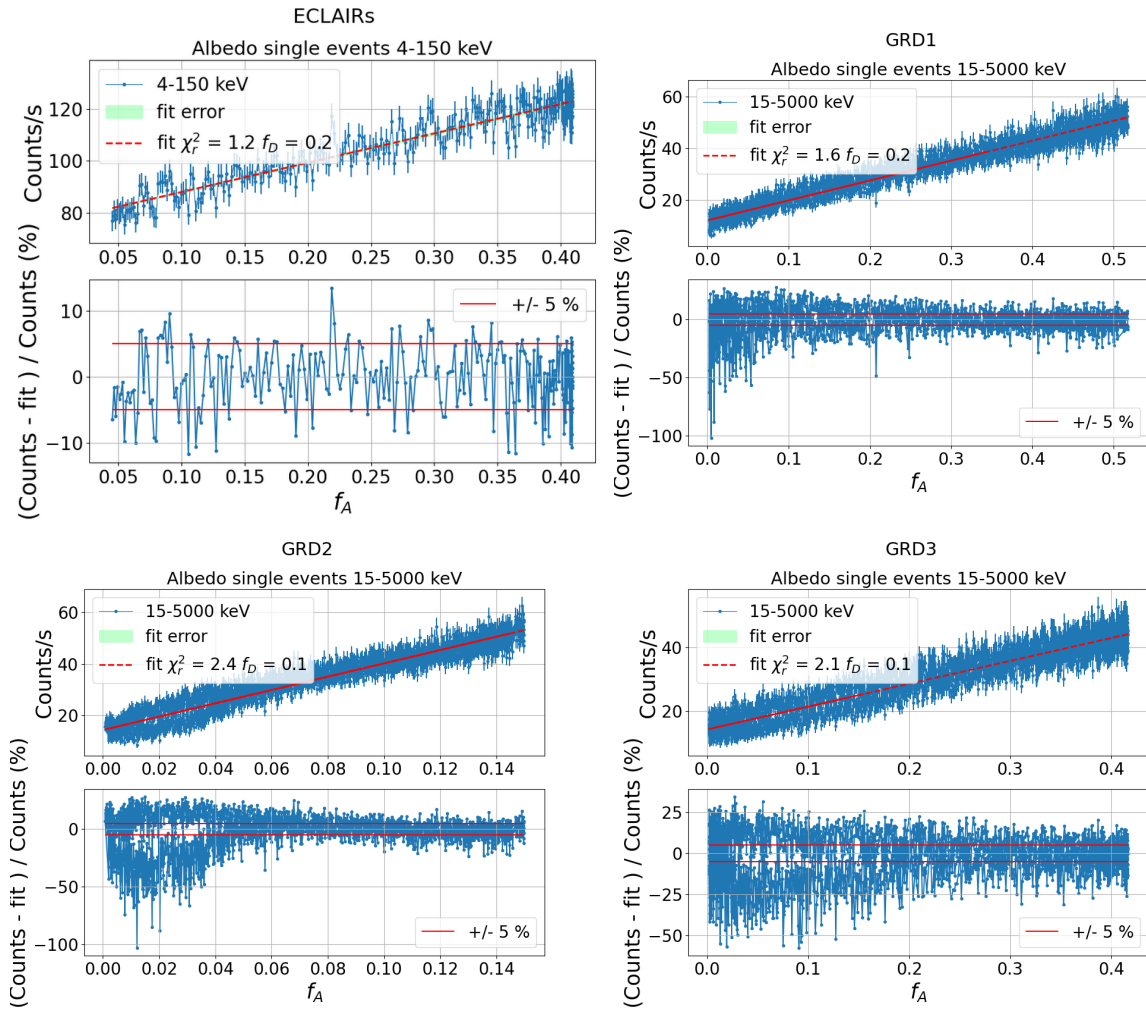 ECLAIRs
Albedo single events 4-150 keV
4-150 keV
fit error
fit χ_r^2 = 1.2 f_D = 0.2
Counts/s
120
100
80
0.05 0.10 0.15 0.20 0.25 0.30 0.35 0.40
(Counts - fit ) / Counts (%)
+/- 5 %
10
0
−10
0.05 0.10 0.15 0.20 0.25 0.30 0.35 0.40
f_A
GRD1
Albedo single events 15-5000 keV
15-5000 keV
fit error
fit χ_r^2 = 1.6 f_D = 0.2
Counts/s
60
40
20
0.0 0.1 0.2 0.3 0.4 0.5
(Counts - fit ) / Counts (%)
0
−50
−100
+/- 5 %
0.0 0.1 0.2 0.3 0.4 0.5
f_A
GRD2
Albedo single events 15-5000 keV
15-5000 keV
fit error
fit χ_r^2 = 2.4 f_D = 0.1
Counts/s
60
40
20
0.00 0.02 0.04 0.06 0.08 0.10 0.12 0.14
(Counts - fit ) / Counts (%)
0
−50
−100
+/- 5 %
0.00 0.02 0.04 0.06 0.08 0.10 0.12 0.14
f_A
GRD3
Albedo single events 15-5000 keV
15-5000 keV
fit error
fit χ_r^2 = 2.1 f_D = 0.1
Counts/s
40
20
0.0 0.1 0.2 0.3 0.4
(Counts - fit ) / Counts (%)
25
0
−25
−50
+/- 5 %
0.0 0.1 0.2 0.3 0.4
f_A